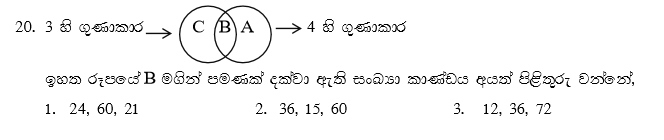 20. 3 හි ගුණාකාර → C B A → 4 හි ගුණාකාර
ඉහත රූපයේ B මගින් පමණක් දක්වා ඇති සංඛ්‍යා කාණ්ඩය අයත් පිළිතුරු වන්නේ,
1. 24, 60, 21 2. 36, 15, 60 3. 12, 36, 72